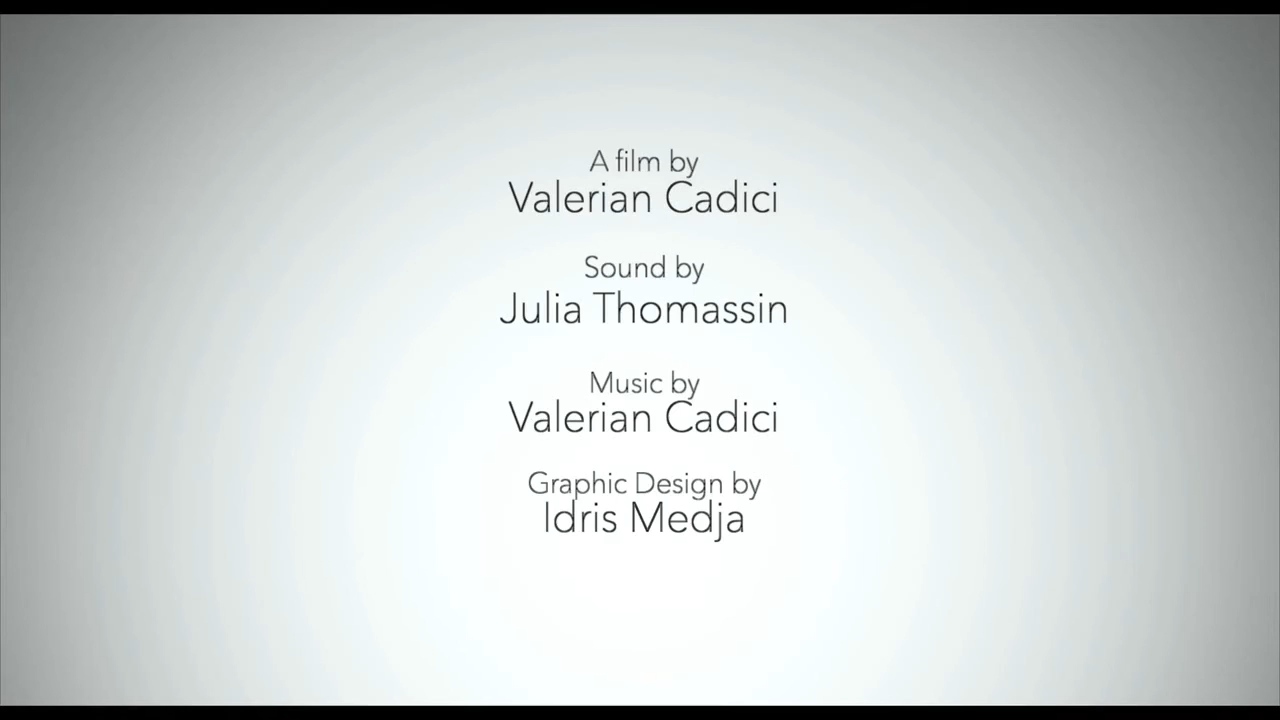 A film by
Valerian Cadici
Sound by
Julia Thomassin
Music by
Valerian Cadici
Graphic Design by
Idris Medja